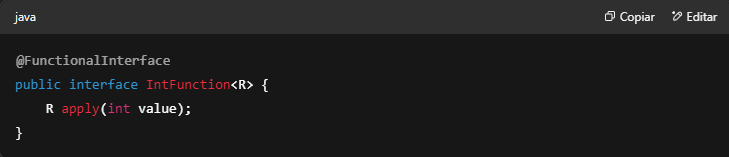 java Copiar Editar
@FunctionalInterface
public interface IntFunction<R> {
    R apply(int value);
}